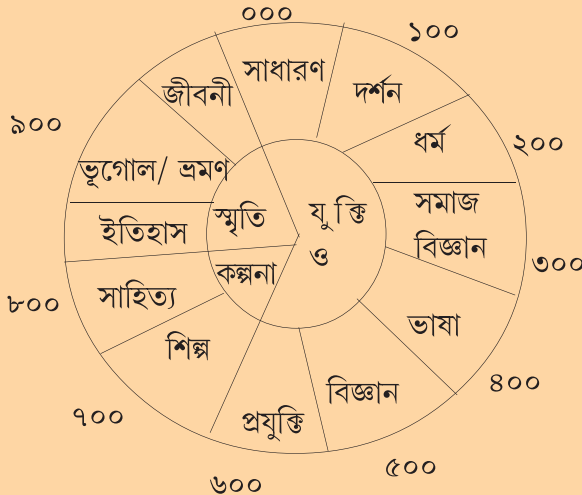 ০০০
সাধারণ
১০০
দর্শন
ধর্ম
২০০
সমাজ
বিজ্ঞান
৩০০
ভাষা
৪০০
বিজ্ঞান
৫০০
প্রযুক্তি
৬০০
শিল্প
৭০০
সাহিত্য
৮০০
ইতিহাস
ভূগোল/ ভ্রমণ
৯০০
জীবনী
স্মৃতি
যুক্তি
ও
কল্পনা